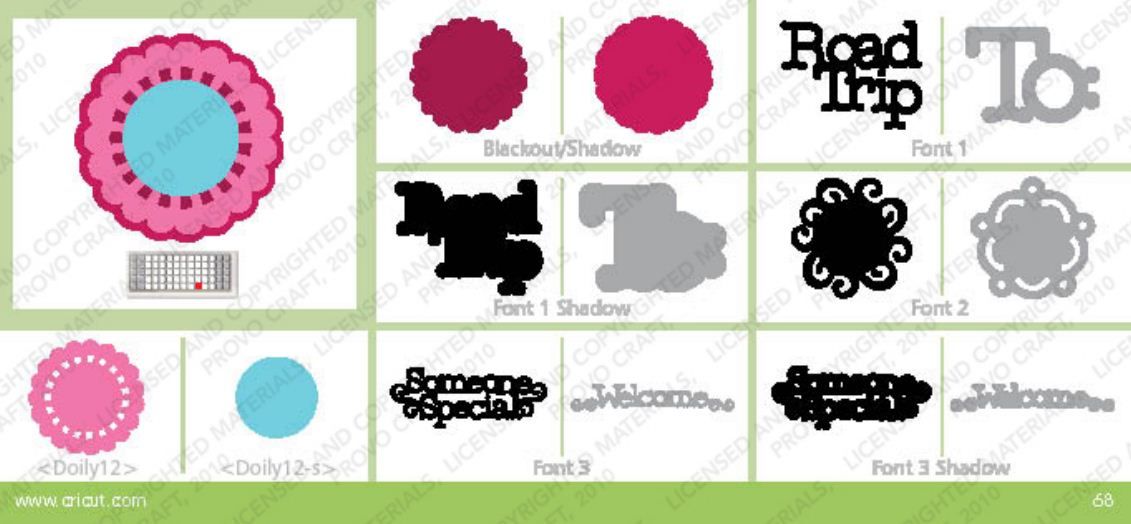 Blackout/Shadow
Road
Trip
To:
Font 1
Road
Trip
To:
Font 1 Shadow
Font 2
<Doily12>
<Doily12-s>
Someone
Special
Welcome
Font 3
Someone
Special
Welcome
Font 3 Shadow
www.cricut.com
68
LICENSED AND COPYRIGHTED MATERIALS,
PROVO CRAFT, 2010